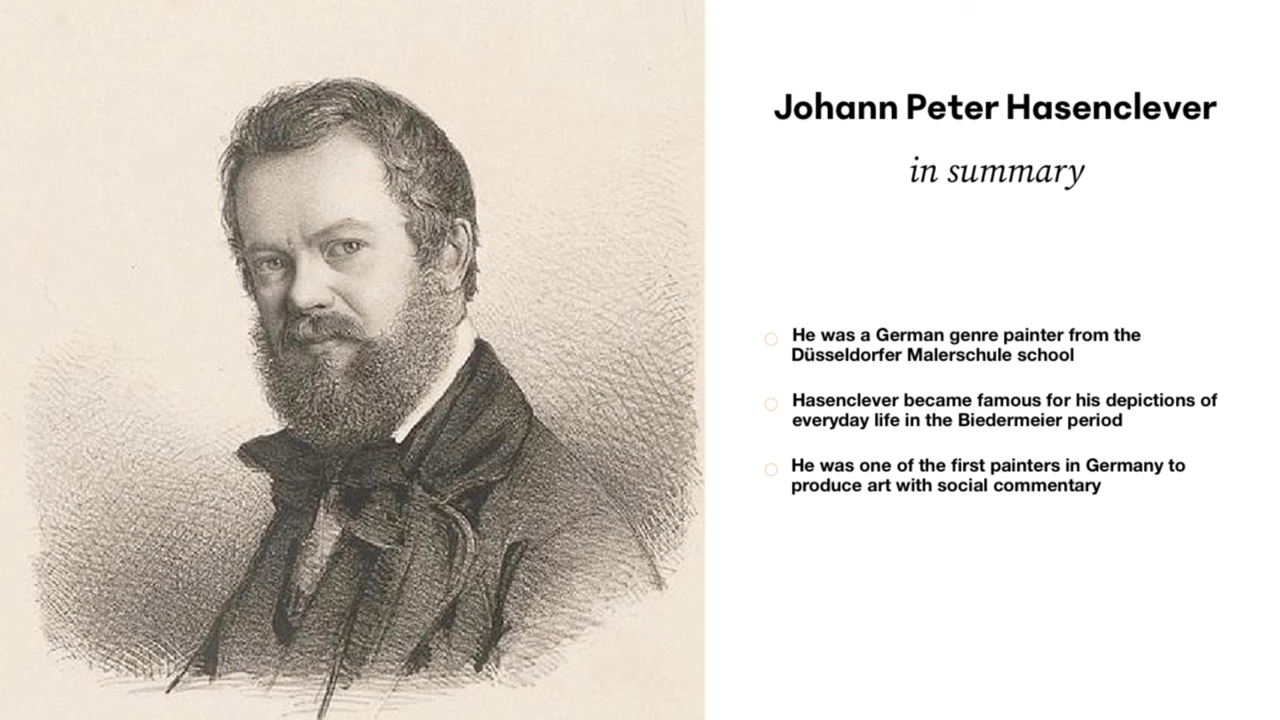 Johann Peter Hasenclever
in summary
He was a German genre painter from the
Düsseldorfer Malerschule school
Hasenclever became famous for his depictions of
everyday life in the Biedermeier period
He was one of the first painters in Germany to
produce art with social commentary